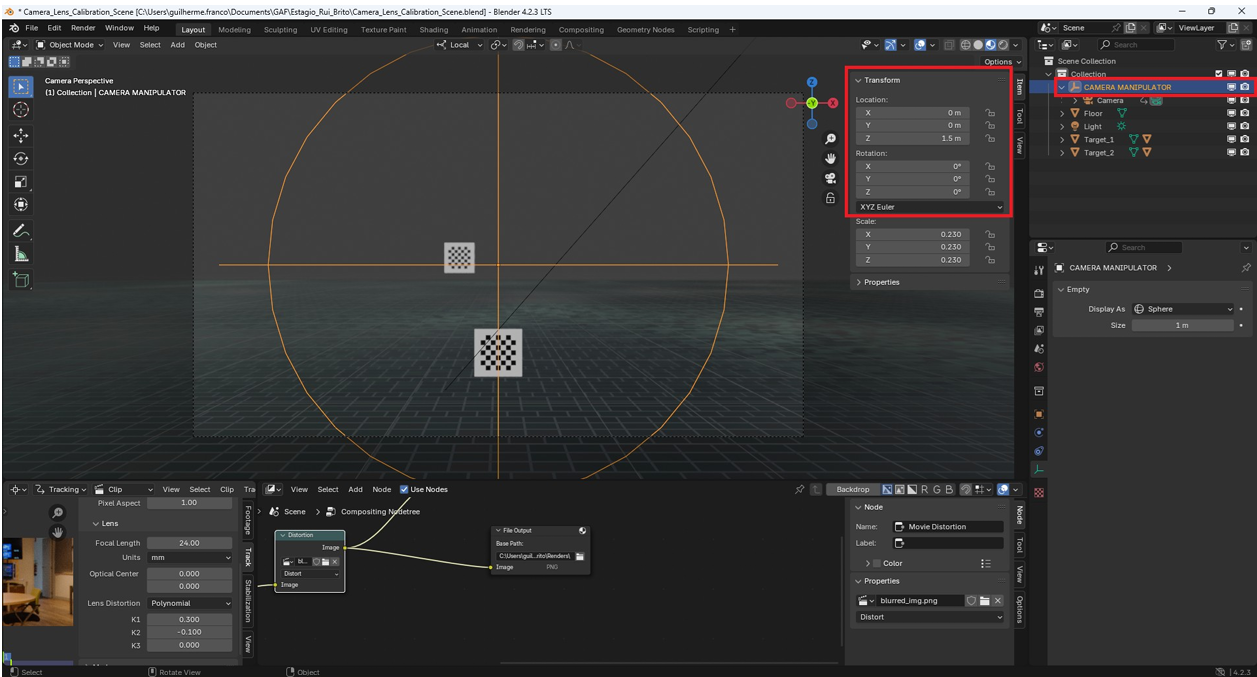 * Camera_Lens_Calibration_Scene [C:\Users\guilherme.franco\Documents\GAF\Estagio_Rui_Brito\Camera_Lens_Calibration_Scene.blend] - Blender 4.2.3 LTS
File Edit Render Window Help Layout Modeling Sculpting UV Editing Texture Paint Shading Animation Rendering Compositing Geometry Nodes Scripting + Scene ViewLayer
Object Mode View Select Add Object Local
Search
Options
Camera Perspective
(1) Collection | CAMERA MANIPULATOR
Z
Y
X
Transform
Location:
X 0 m
Y 0 m
Z 1.5 m
Rotation:
X 0°
Y 0°
Z 0°
XYZ Euler
Scale:
X 0.230
Y 0.230
Z 0.230
Properties
Item
Tool
View
Scene Collection
Collection
CAMERA MANIPULATOR
Camera
Floor
Light
Target_1
Target_2
Search
CAMERA MANIPULATOR
Empty
Display As Sphere
Size 1 m
Tracking Clip View Select Clip
Pixel Aspect 1.00
Lens
Focal Length 24.00
Units mm
Optical Center 0.000
0.000
Lens Distortion Polynomial
K1 0.300
K2 -0.100
K3 0.000
Footage
Track
Stabilization
View
View Select Add Node Use Nodes Backdrop R G B
Scene Compositing Nodetree
Distortion
Image
bl...
Distort
Image
File Output
Base Path:
C:\Users\guil...rito\Renders\
Image PNG
Node
Name: Movie Distortion
Label:
Color
Properties
blurred_img.png
Distort
Node
Tool
View
Options
Select Rotate View Object 4.2.3